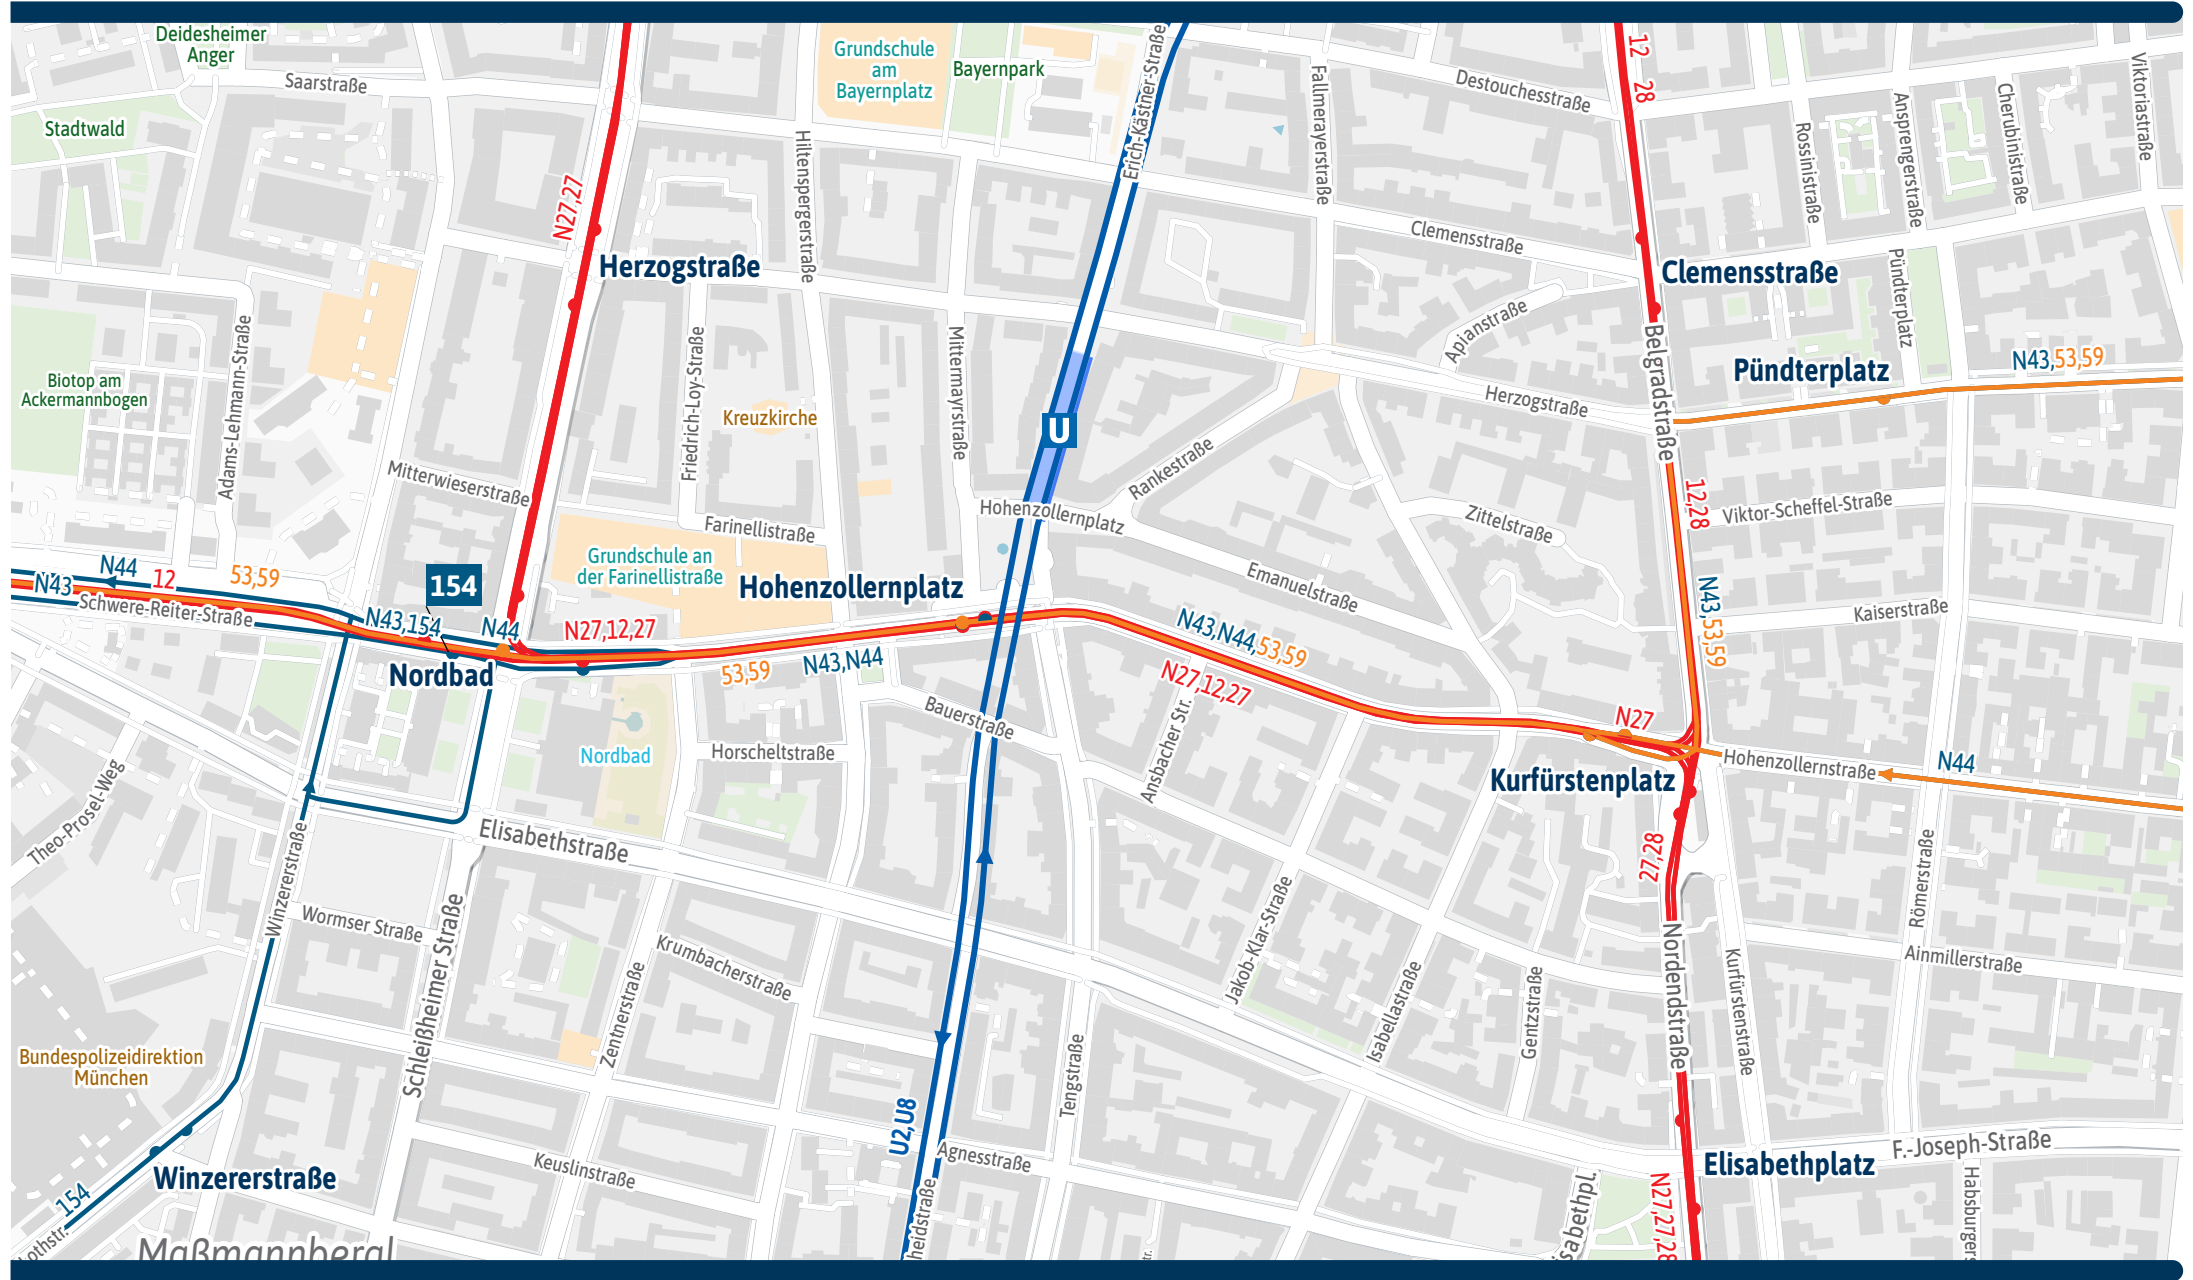 Deidesheimer
Anger
Saarstraße
Stadtwald
Grundschule
am
Bayernplatz
Bayernpark
Erich-Kästner-Straße
Fallmerayerstraße
Destouchesstraße
12
28
Rossinistraße
Ansprengerstraße
Cherubinistraße
Viktoriastraße
Hiltenspergerstraße
N27,27
Herzogstraße
Clemensstraße
Clemensstraße
Pündterplatz
Apianstraße
Belgradstraße
Pündterplatz
N43,53,59
Adams-Lehmann-Straße
Biotop am
Ackermannbogen
Friedrich-Loy-Straße
Kreuzkirche
Mittermayrstraße
U
Rankestraße
Herzogstraße
Mitterwieserstraße
Farinellistraße
Hohenzollernplatz
Zittelstraße
12,28
Viktor-Scheffel-Straße
N44
N43
12
53,59
Schwere-Reiter-Straße
154
N43,154
N44
Grundschule an
der Farinellistraße
Hohenzollernplatz
Emanuelstraße
N43,53,59
Kaiserstraße
N27,12,27
Nordbad
53,59
N43,N44
N43,N44,53,59
N27,12,27
Bauerstraße
Ansbacher Str.
N27
Kurfürstenplatz
Hohenzollernstraße
N44
Nordbad
Horscheltstraße
Theo-Prosel-Weg
Elisabethstraße
Winzererstraße
Wormser Straße
Schleißheimer Straße
Krumbacherstraße
Zentnerstraße
Jakob-Klar-Straße
Isabellastraße
Gentzstraße
27,28
Nordendstraße
Kurfürstenstraße
Römerstraße
Ainmillerstraße
Bundespolizeidirektion
München
Tengstraße
U2,U8
Agnesstraße
Keuslinstraße
Winzererstraße
154
Lothstr.
Maßmannbergl
heidstraße
tr.
sabethpl.
N27,27,28
Elisabethplatz
F.-Joseph-Straße
Habsburgers